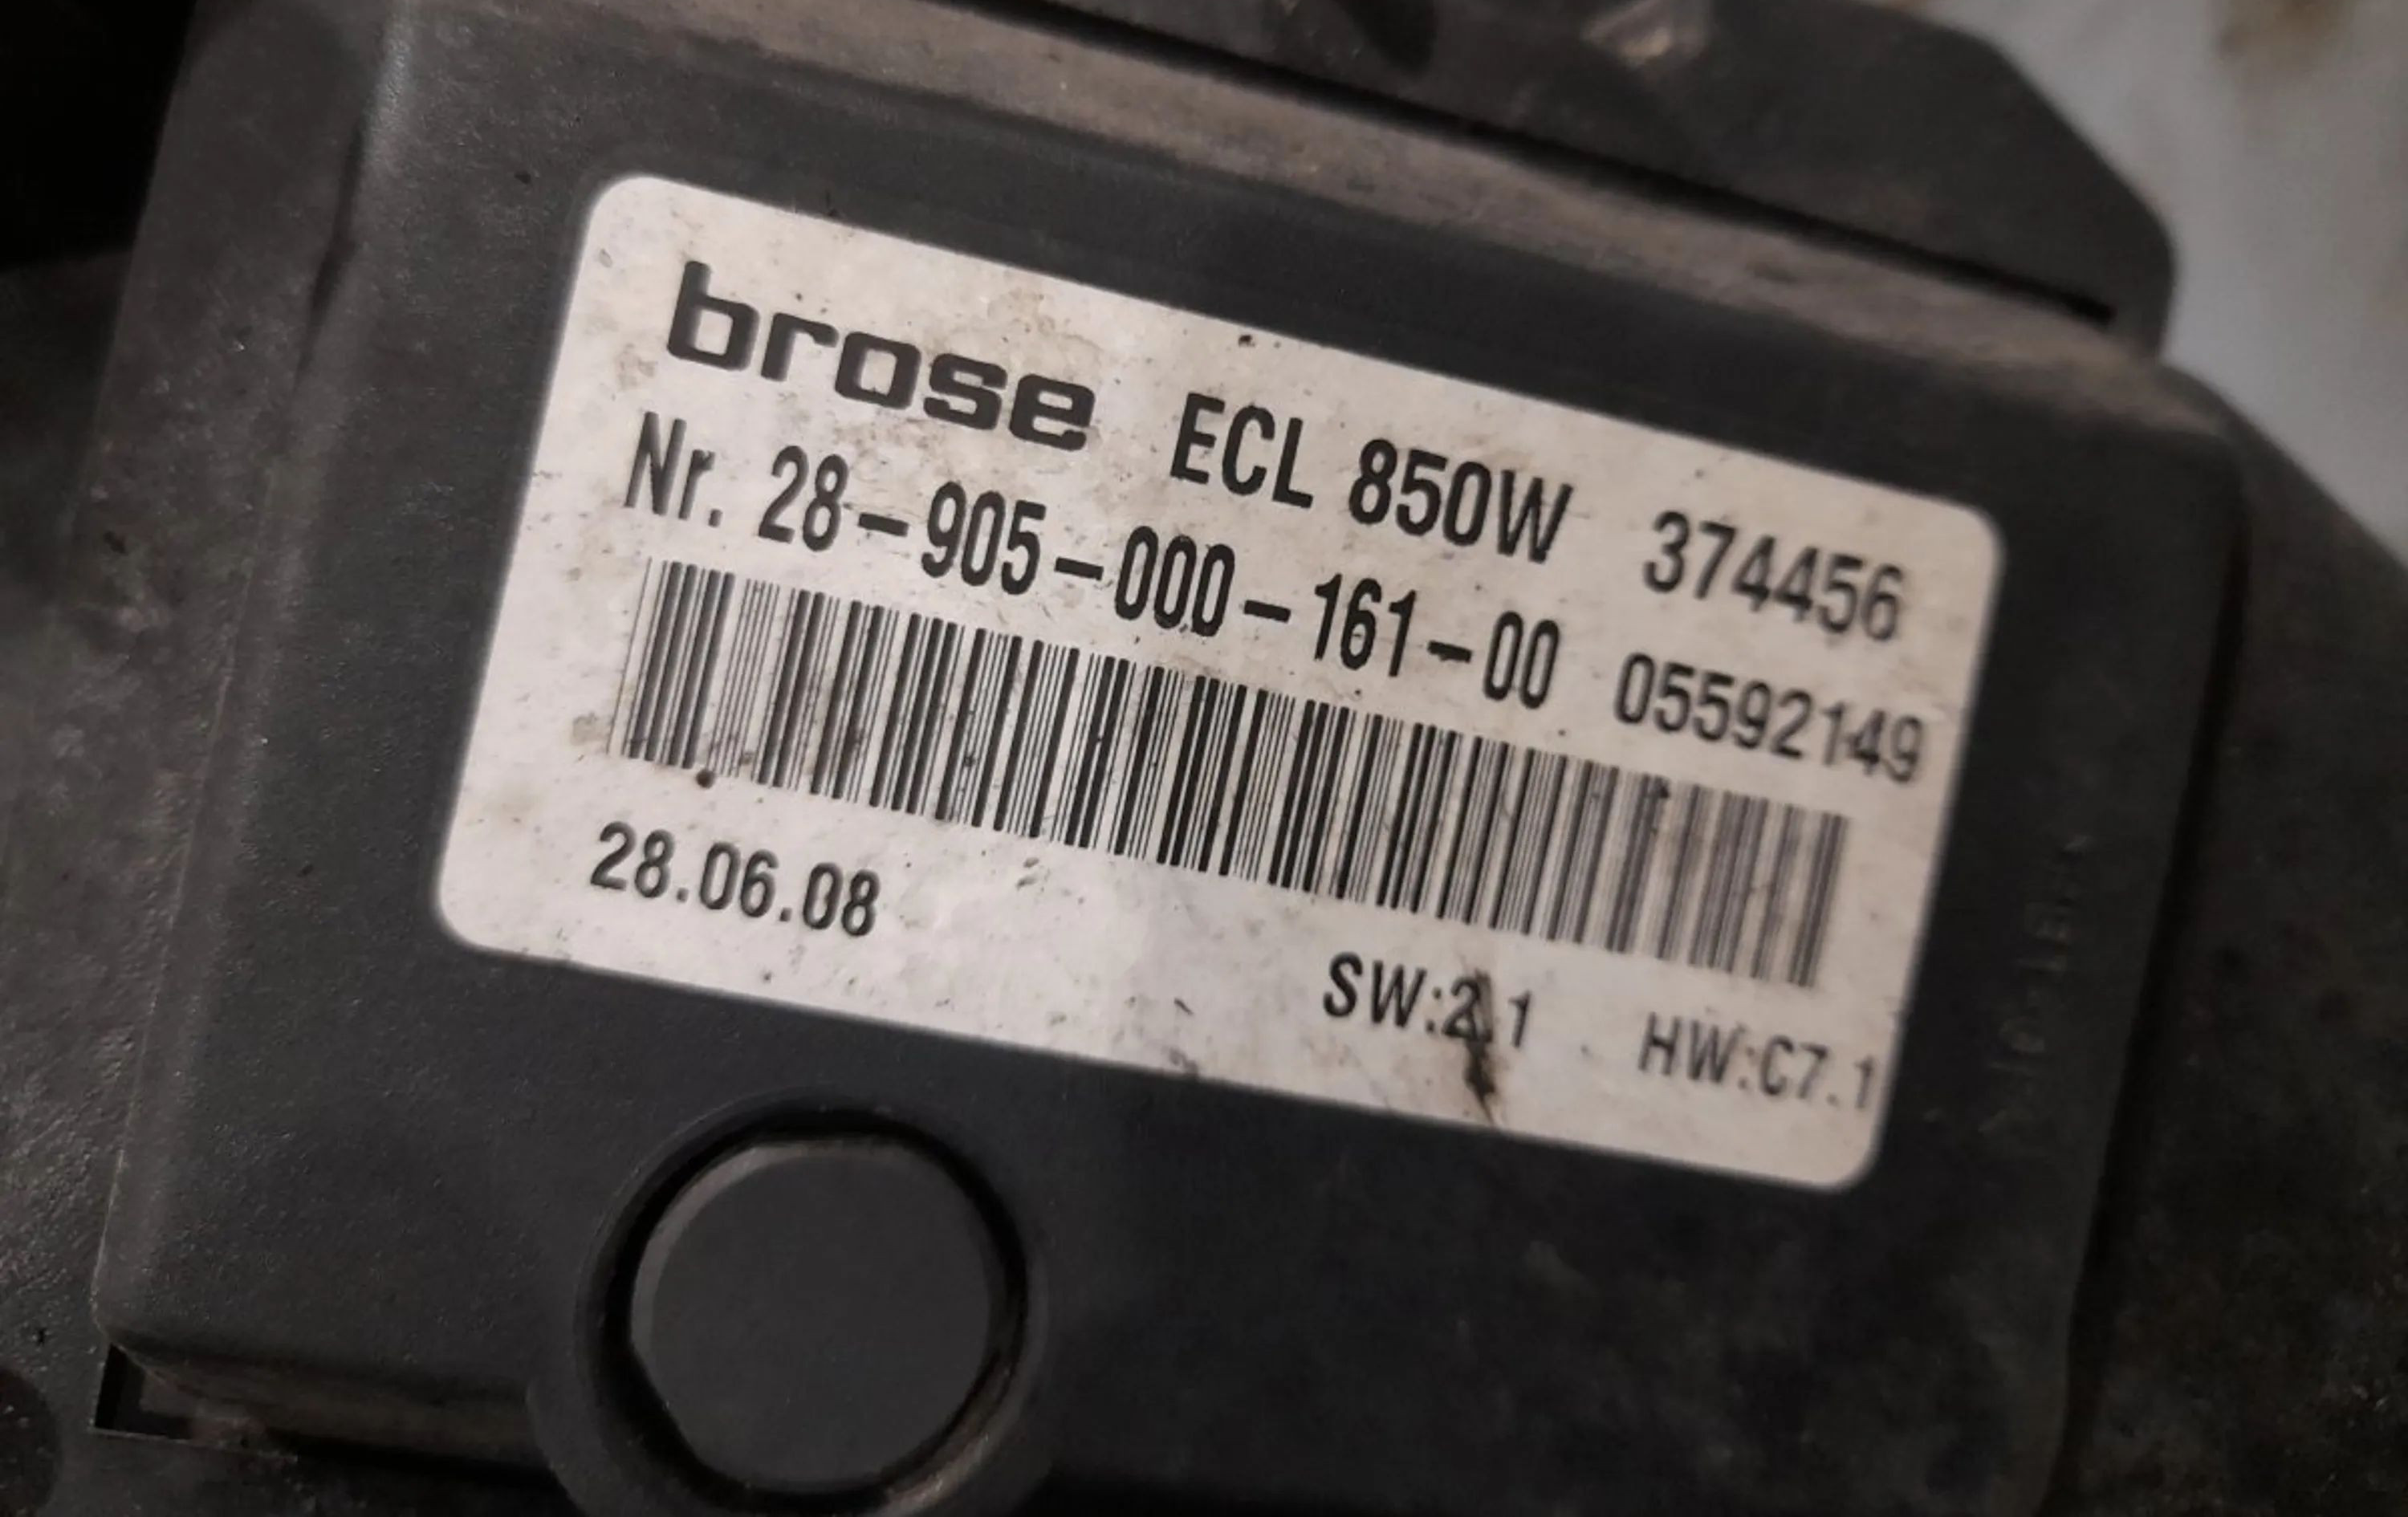 brose ECL 850W 374456
Nr. 28-905-000-161-00 05592149
28.06.08
SW:2.1 HW:C7.1